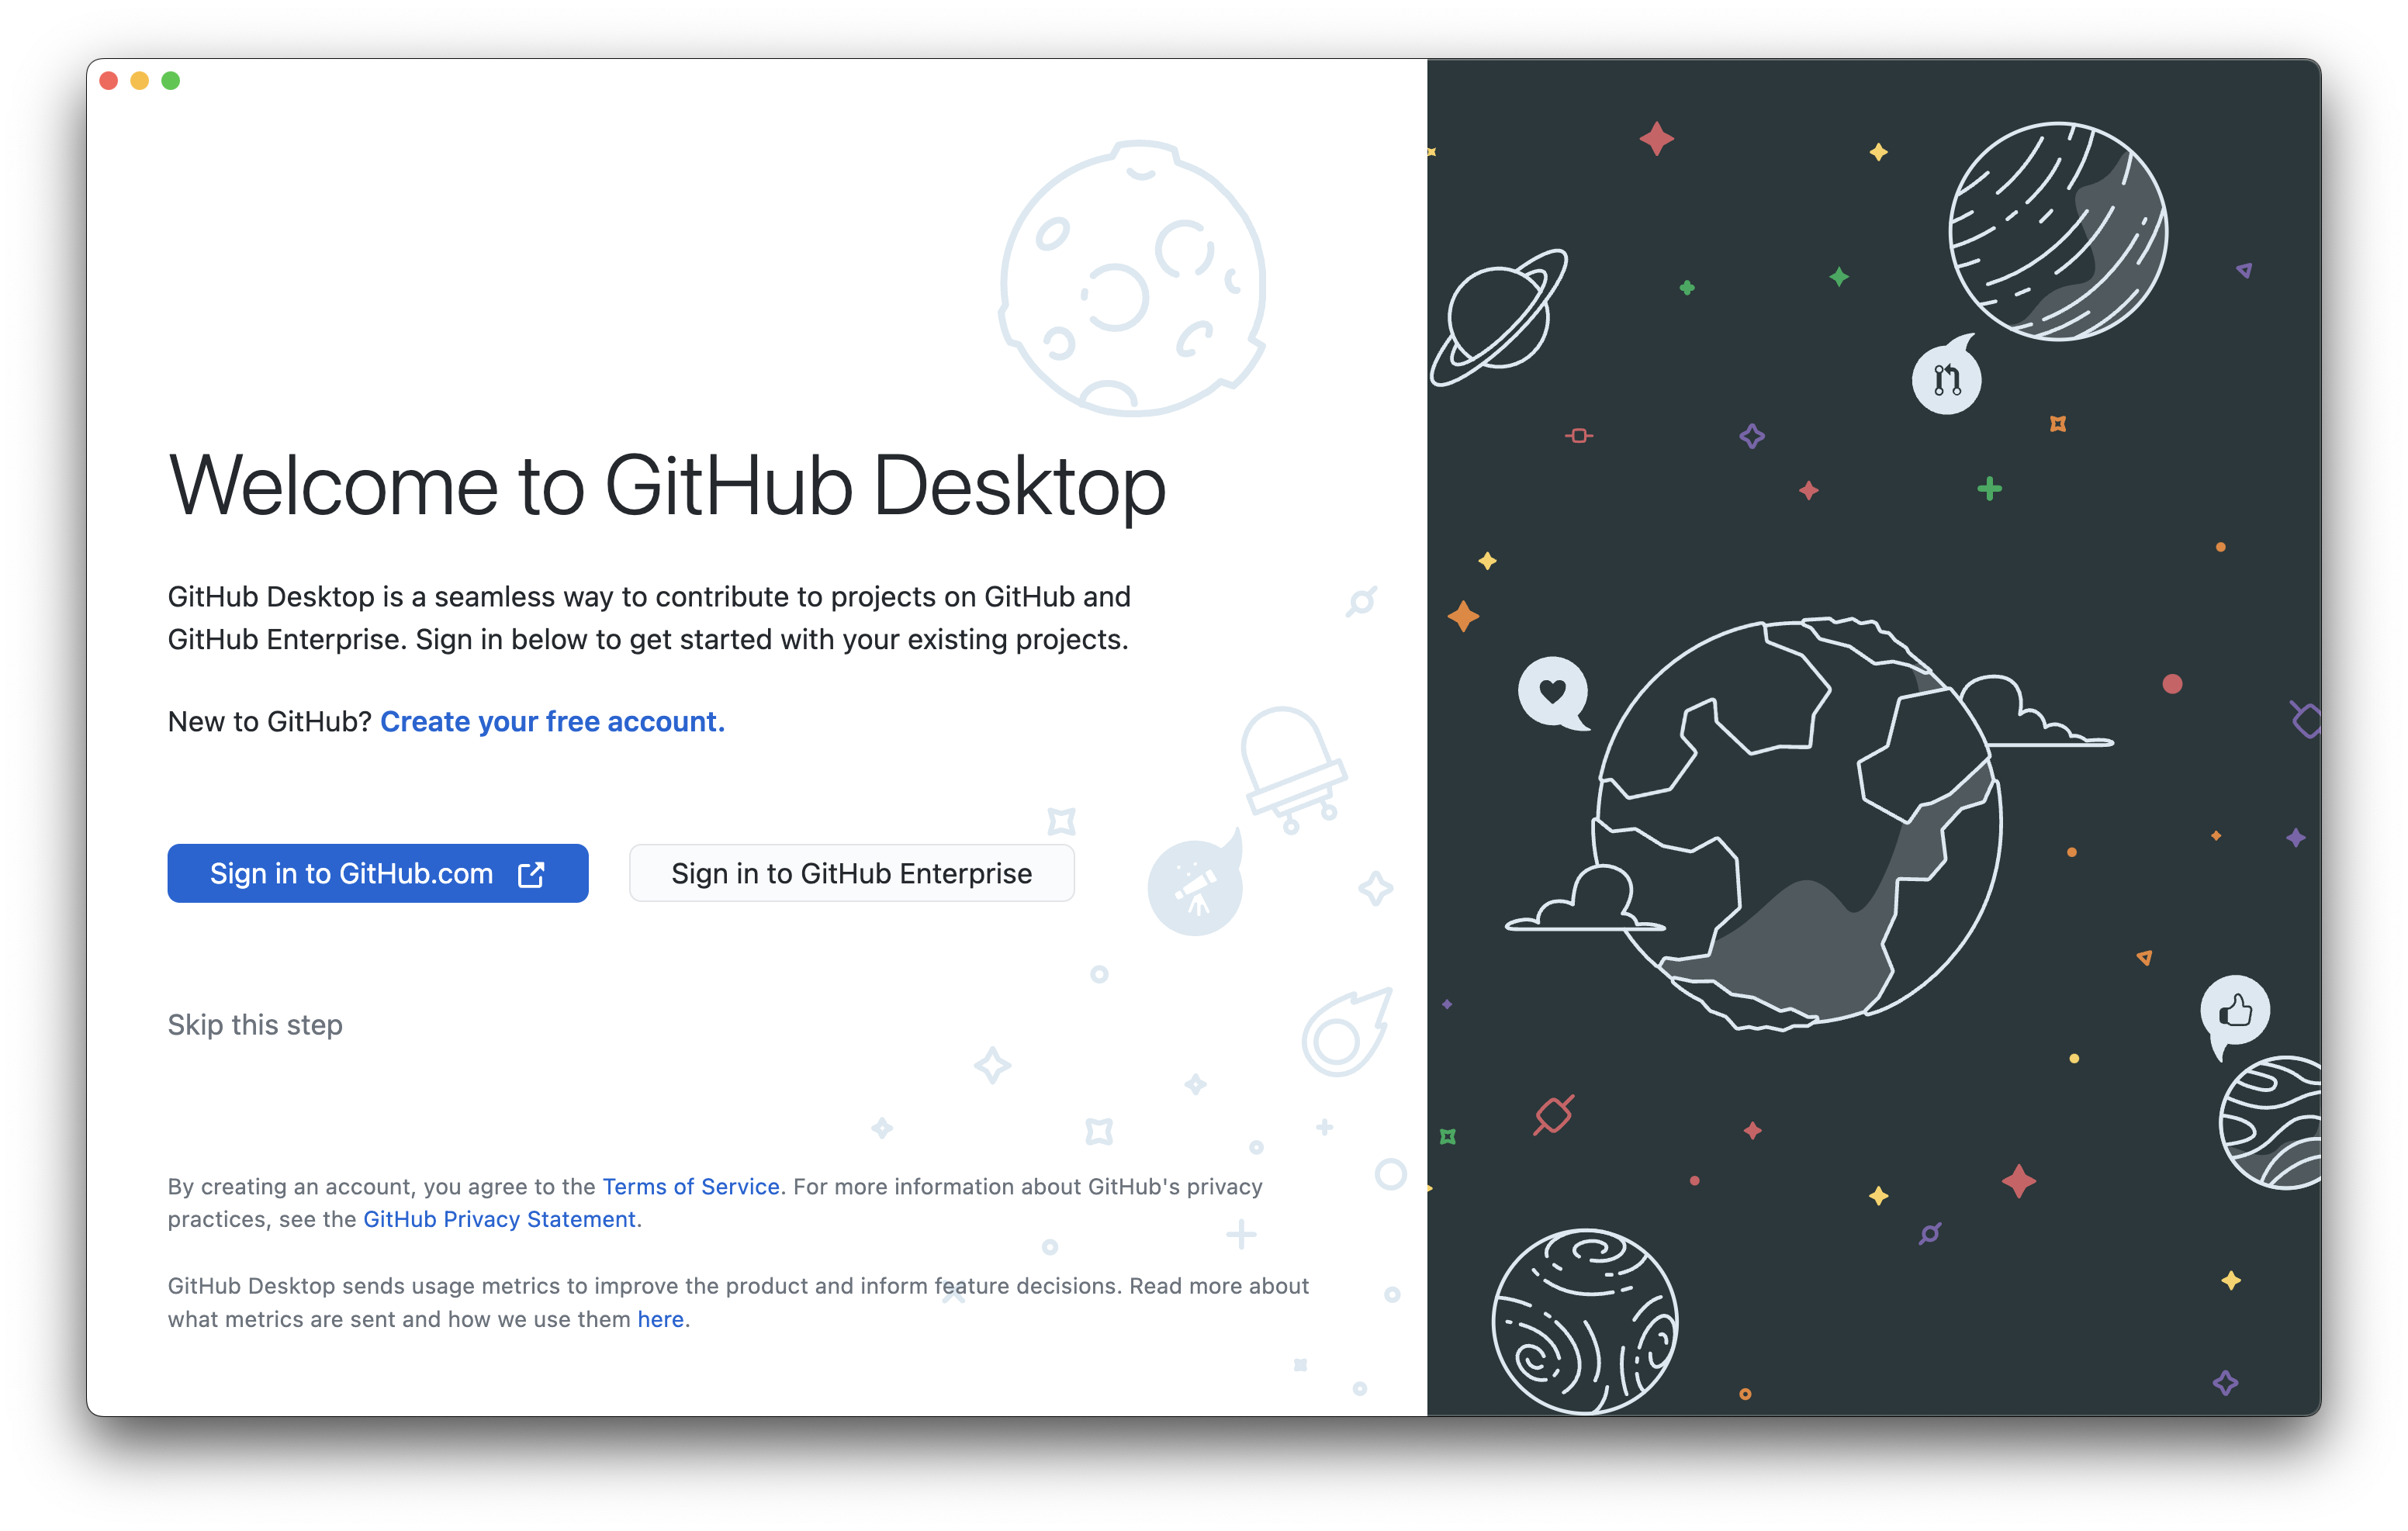 Welcome to GitHub Desktop
GitHub Desktop is a seamless way to contribute to projects on GitHub and
GitHub Enterprise. Sign in below to get started with your existing projects.
New to GitHub? Create your free account.
Sign in to GitHub.com
Sign in to GitHub Enterprise
Skip this step
By creating an account, you agree to the Terms of Service. For more information about GitHub's privacy
practices, see the GitHub Privacy Statement.
GitHub Desktop sends usage metrics to improve the product and inform feature decisions. Read more about
what metrics are sent and how we use them here.